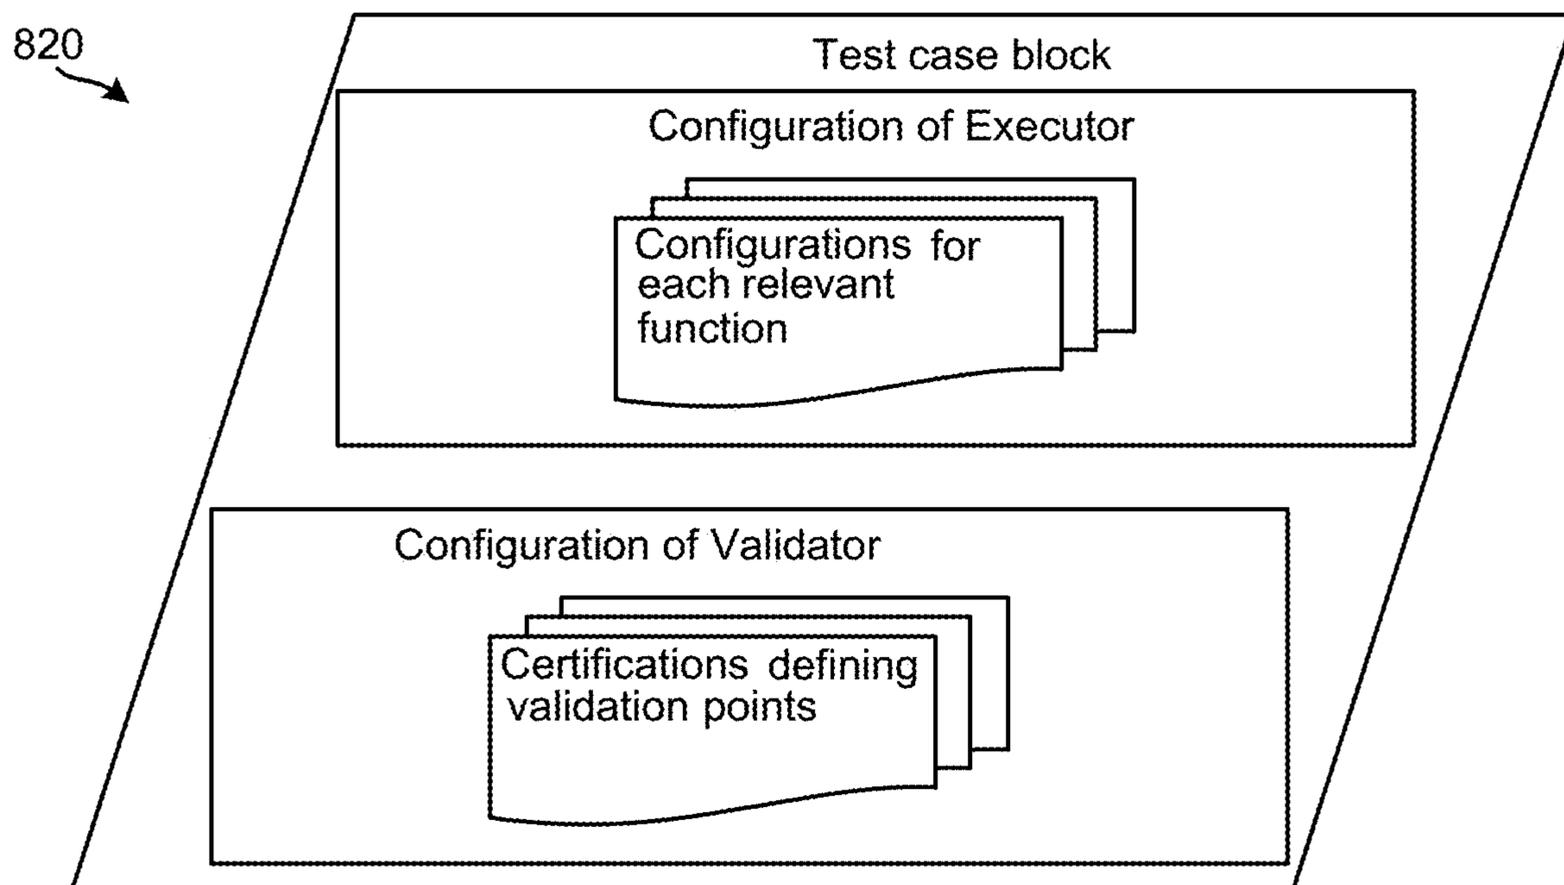 820
Test case block
Configuration of Executor
Configurations for
each relevant
function
Configuration of Validator
Certifications defining
validation points